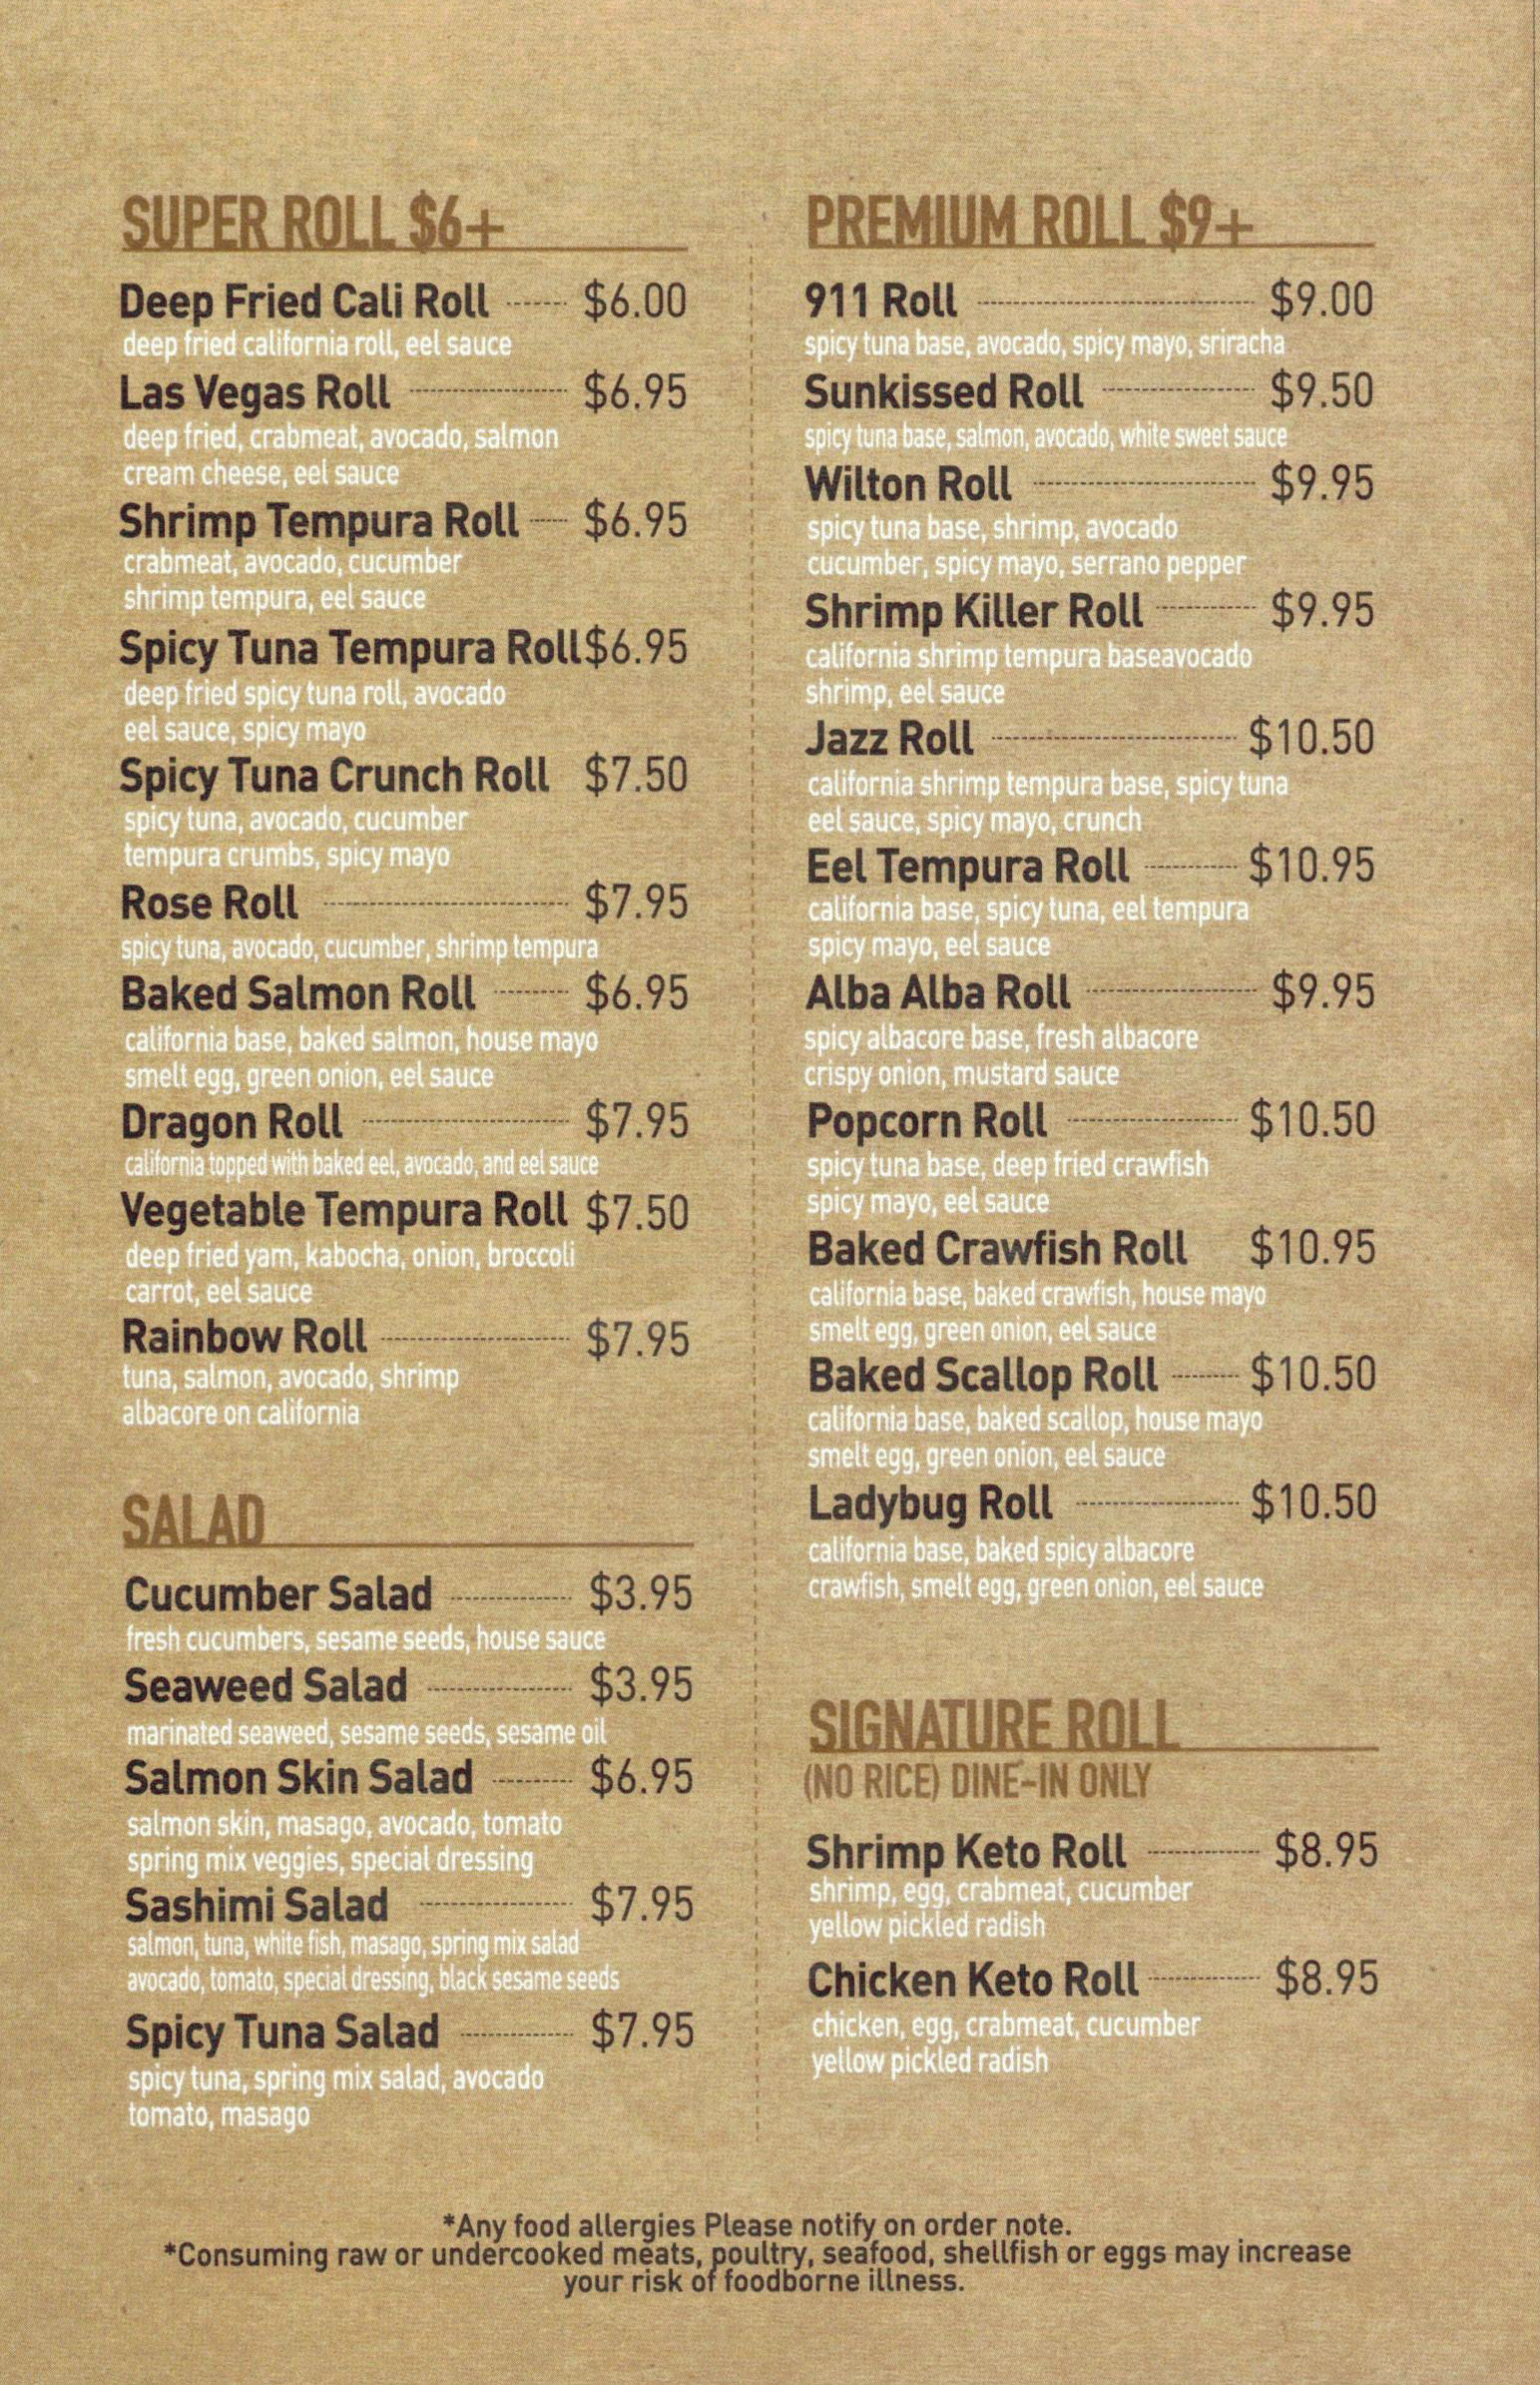 SUPER ROLL $6+
Deep Fried Cali Roll $6.00
deep fried california roll, eel sauce
Las Vegas Roll $6.95
deep fried, crabmeat, avocado, salmon
cream cheese, eel sauce
Shrimp Tempura Roll $6.95
crabmeat, avocado, cucumber
shrimp tempura, eel sauce
Spicy Tuna Tempura Roll $6.95
deep fried spicy tuna roll, avocado
eel sauce, spicy mayo
Spicy Tuna Crunch Roll $7.50
spicy tuna, avocado, cucumber
tempura crumbs, spicy mayo
Rose Roll $7.95
spicy tuna, avocado, cucumber, shrimp tempura
Baked Salmon Roll $6.95
california base, baked salmon, house mayo
smelt egg, green onion, eel sauce
Dragon Roll $7.95
california topped with baked eel, avocado, and eel sauce
Vegetable Tempura Roll $7.50
deep fried yam, kabocha, onion, broccoli
carrot, eel sauce
Rainbow Roll $7.95
tuna, salmon, avocado, shrimp
albacore on california
SALAD
Cucumber Salad $3.95
fresh cucumbers, sesame seeds, house sauce
Seaweed Salad $3.95
marinated seaweed, sesame seeds, sesame oil
Salmon Skin Salad $6.95
salmon skin, masago, avocado, tomato
spring mix veggies, special dressing
Sashimi Salad $7.95
salmon, tuna, white fish, masago, spring mix salad
avocado, tomato, special dressing, black sesame seeds
Spicy Tuna Salad $7.95
spicy tuna, spring mix salad, avocado
tomato, masago
PREMIUM ROLL $9+
911 Roll $9.00
spicy tuna base, avocado, spicy mayo, sriracha
Sunkissed Roll $9.50
spicy tuna base, salmon, avocado, white sweet sauce
Wilton Roll $9.95
spicy tuna base, shrimp, avocado
cucumber, spicy mayo, serrano pepper
Shrimp Killer Roll $9.95
california shrimp tempura baseavocado
shrimp, eel sauce
Jazz Roll $10.50
california shrimp tempura base, spicy tuna
eel sauce, spicy mayo, crunch
Eel Tempura Roll $10.95
california base, spicy tuna, eel tempura
spicy mayo, eel sauce
Alba Alba Roll $9.95
spicy albacore base, fresh albacore
crispy onion, mustard sauce
Popcorn Roll $10.50
spicy tuna base, deep fried crawfish
spicy mayo, eel sauce
Baked Crawfish Roll $10.95
california base, baked crawfish, house mayo
smelt egg, green onion, eel sauce
Baked Scallop Roll $10.50
california base, baked scallop, house mayo
smelt egg, green onion, eel sauce
Ladybug Roll $10.50
california base, baked spicy albacore
crawfish, smelt egg, green onion, eel sauce
SIGNATURE ROLL
(NO RICE) DINE-IN ONLY
Shrimp Keto Roll $8.95
shrimp, egg, crabmeat, cucumber
yellow pickled radish
Chicken Keto Roll $8.95
chicken, egg, crabmeat, cucumber
yellow pickled radish
*Any food allergies Please notify on order note.
*Consuming raw or undercooked meats, poultry, seafood, shellfish or eggs may increase
your risk of foodborne illness.